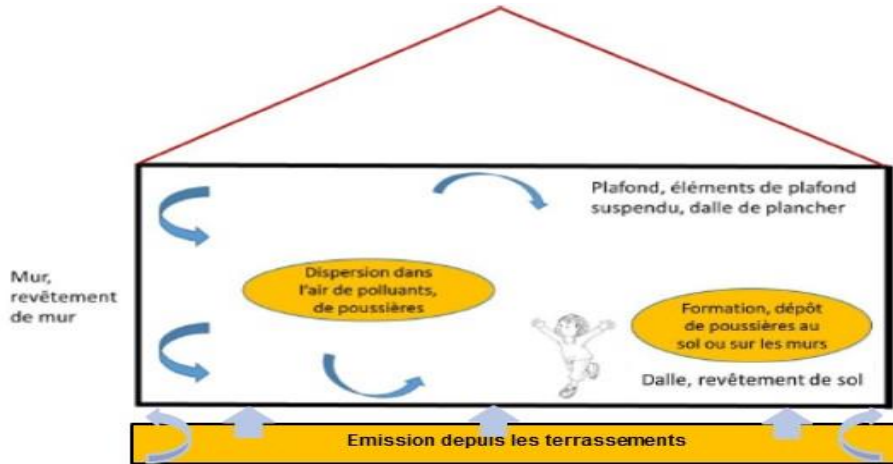 Plafond, éléments de plafond
suspendu, dalle de plancher
Mur,
revêtement
de mur
Dispersion dans
l'air de polluants,
de poussières
Formation, dépôt
de poussières au
sol ou sur les murs
Dalle, revêtement de sol
Emission depuis les terrassements